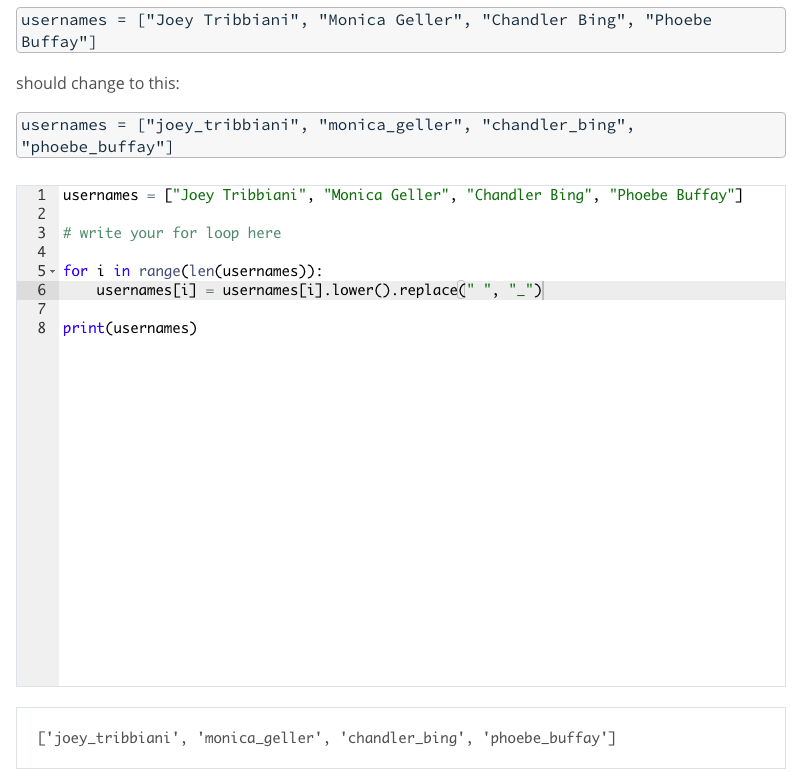 usernames = ["Joey Tribbiani", "Monica Geller", "Chandler Bing", "Phoebe
Buffay"]
should change to this:
usernames = ["joey_tribbiani", "monica_geller", "chandler_bing",
"phoebe_buffay"]
1 usernames = ["Joey Tribbiani", "Monica Geller", "Chandler Bing", "Phoebe Buffay"]
2
3 # write your for loop here
4
5 for i in range(len(usernames)):
6     usernames[i] = usernames[i].lower().replace(" ", "_")
7
8 print(usernames)
['joey_tribbiani', 'monica_geller', 'chandler_bing', 'phoebe_buffay']